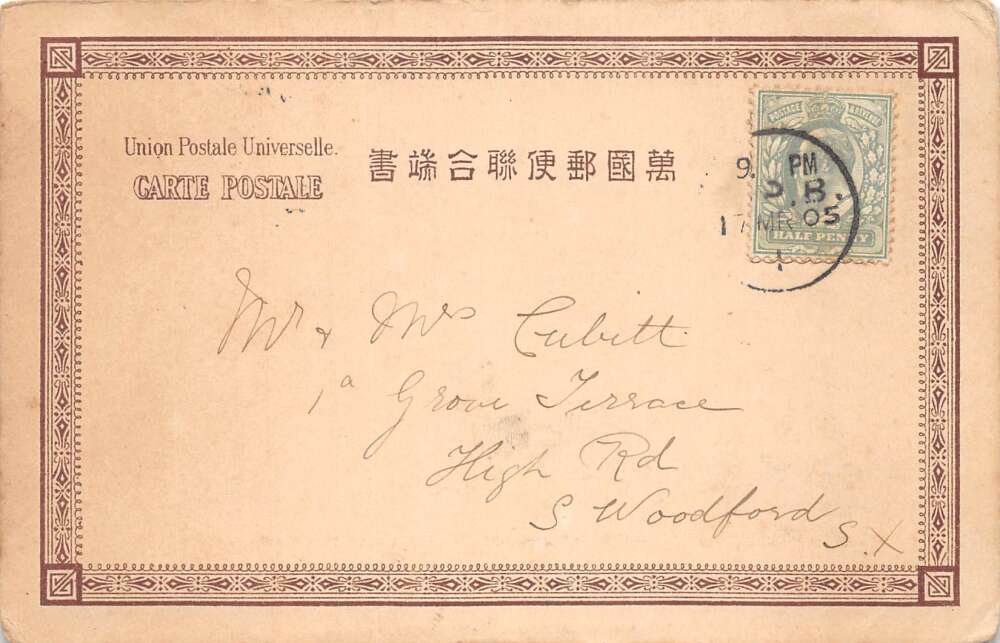 Union Postale Universelle.
CARTE POSTALE
書端合聯便郵國萬
POSTAGE & REVENUE
HALF PENNY
9. PM
P.B.
17 MR 05
1
Mr & Mrs Cubitt
1a Grove Terrace
High Rd
S Woodford
S.X